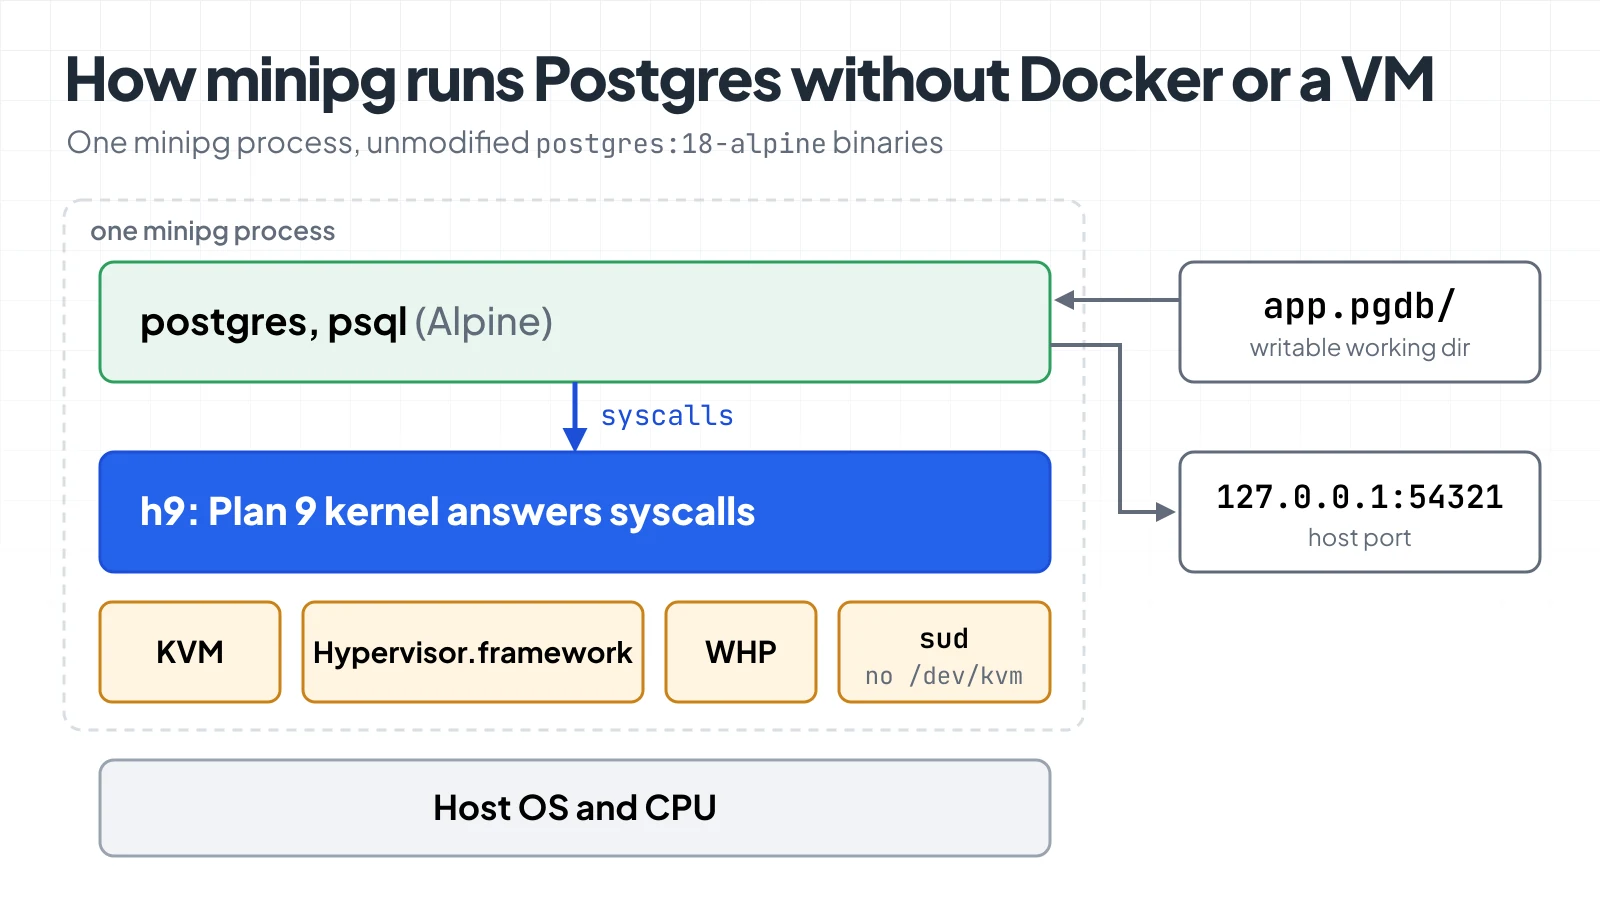 How minipg runs Postgres without Docker or a VM
One minipg process, unmodified postgres:18-alpine binaries
one minipg process
postgres, psql (Alpine)
app.pgdb/
writable working dir
syscalls
h9: Plan 9 kernel answers syscalls
127.0.0.1:54321
host port
KVM
Hypervisor.framework
WHP
sud
no /dev/kvm
Host OS and CPU